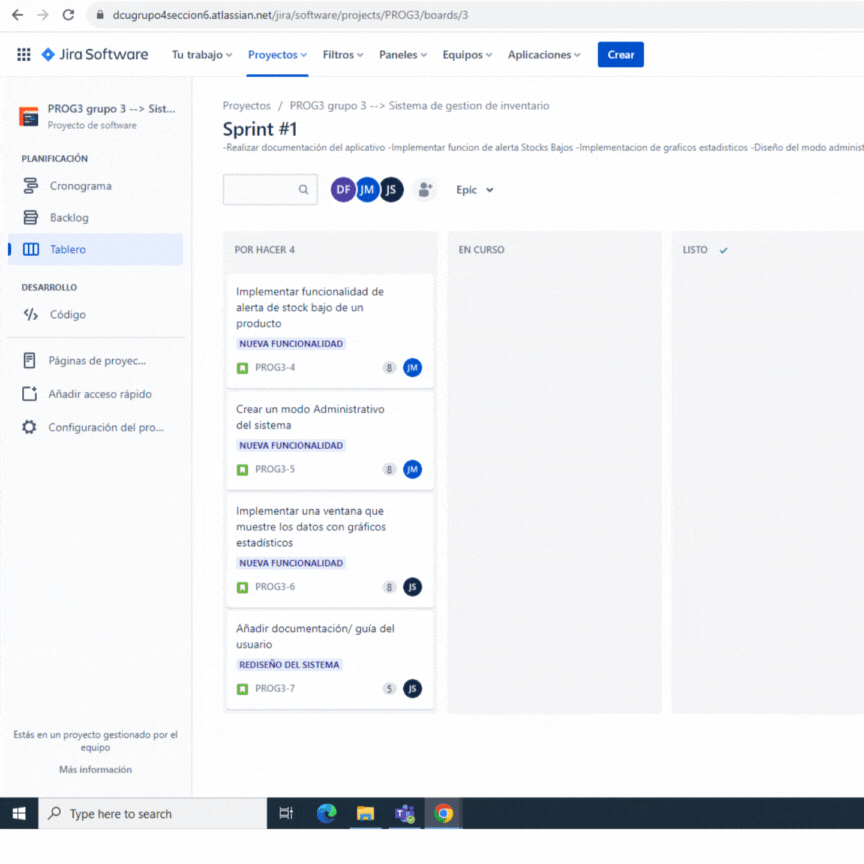 dcugrupo4seccion6.atlassian.net/jira/software/projects/PROG3/boards/3
Jira Software
Tu trabajo
Proyectos
Filtros
Paneles
Equipos
Aplicaciones
Crear
PROG3 grupo 3 --> Sist...
Proyecto de software
PLANIFICACIÓN
Cronograma
Backlog
Tablero
DESARROLLO
Código
Páginas de proyec...
Añadir acceso rápido
Configuración del pro...
Estás en un proyecto gestionado por el
equipo
Más información
Proyectos / PROG3 grupo 3 --> Sistema de gestion de inventario
Sprint #1
-Realizar documentación del aplicativo -Implementar funcion de alerta Stocks Bajos -Implementacion de graficos estadisticos -Diseño del modo administ
DF JM JS
Epic
POR HACER 4
Implementar funcionalidad de
alerta de stock bajo de un
producto
NUEVA FUNCIONALIDAD
PROG3-4 8 JM
Crear un modo Administrativo
del sistema
NUEVA FUNCIONALIDAD
PROG3-5 8 JM
Implementar una ventana que
muestre los datos con gráficos
estadísticos
NUEVA FUNCIONALIDAD
PROG3-6 8 JS
Añadir documentación/ guía del
usuario
REDISEÑO DEL SISTEMA
PROG3-7 5 JS
EN CURSO
LISTO
Type here to search